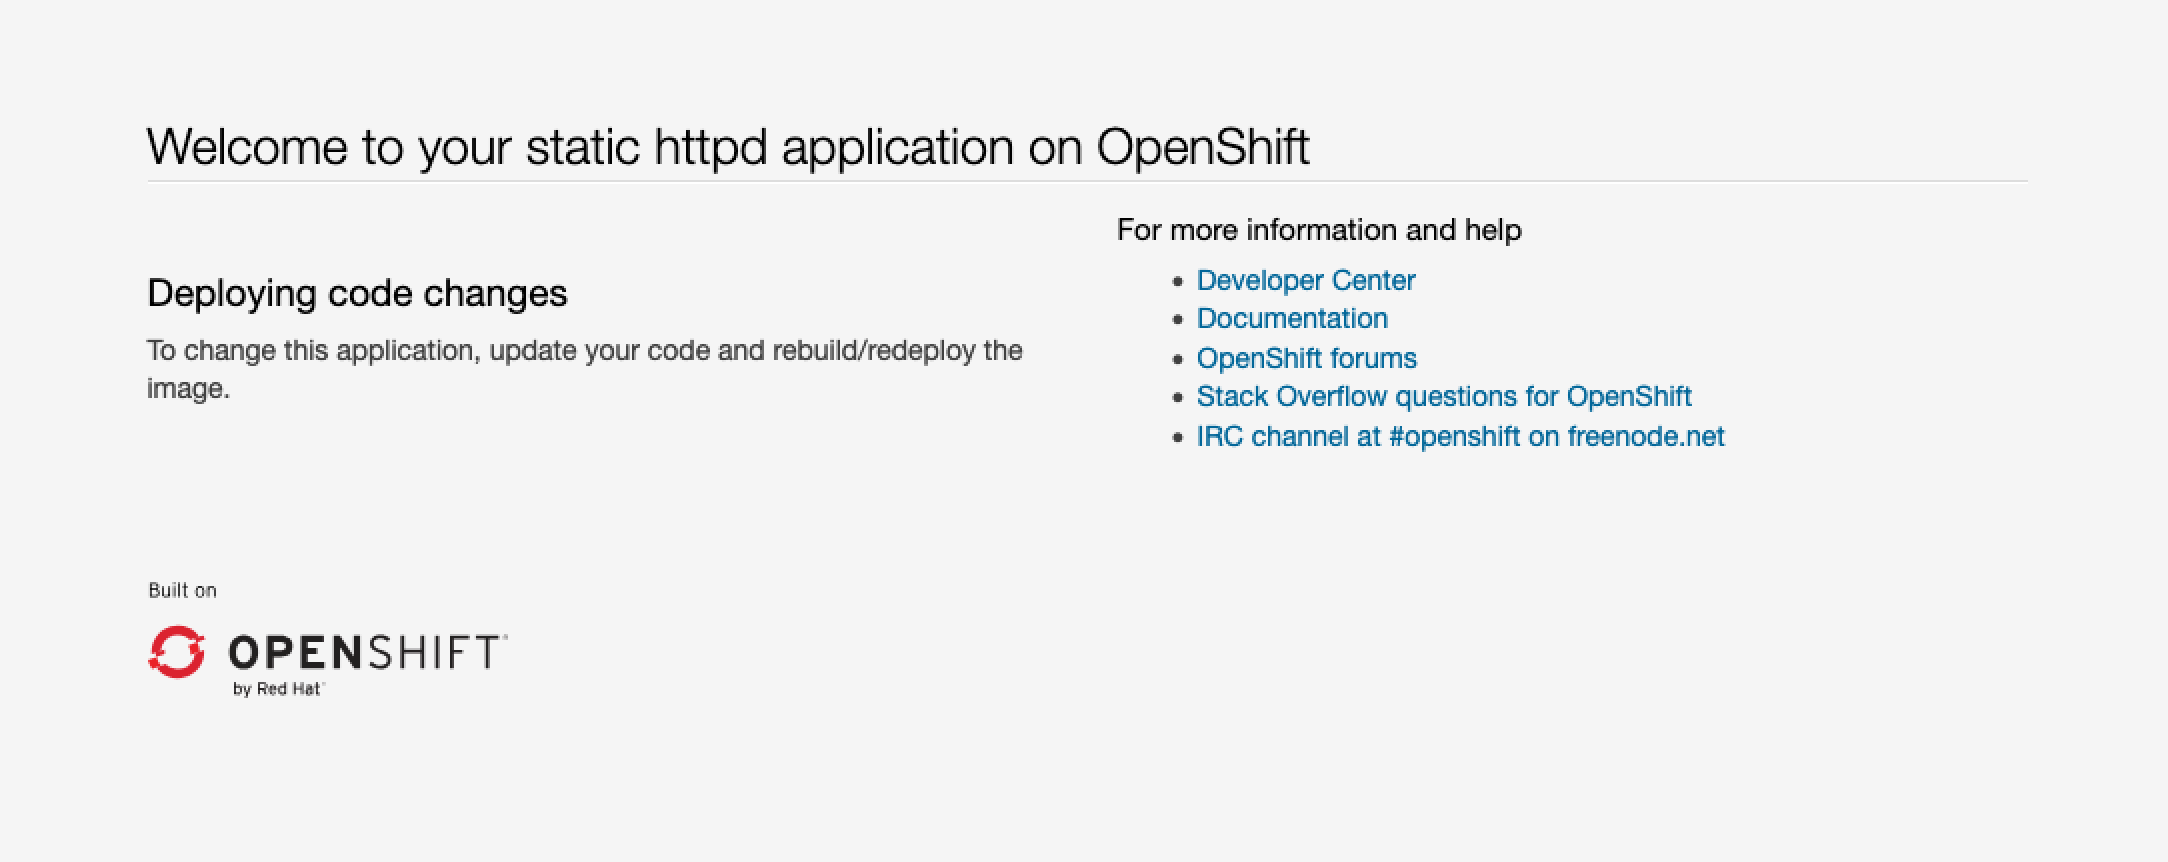 Welcome to your static httpd application on OpenShift
Deploying code changes
To change this application, update your code and rebuild/redeploy the
image.
For more information and help
Developer Center
Documentation
OpenShift forums
Stack Overflow questions for OpenShift
IRC channel at #openshift on freenode.net
Built on
OPENSHIFT
by Red Hat